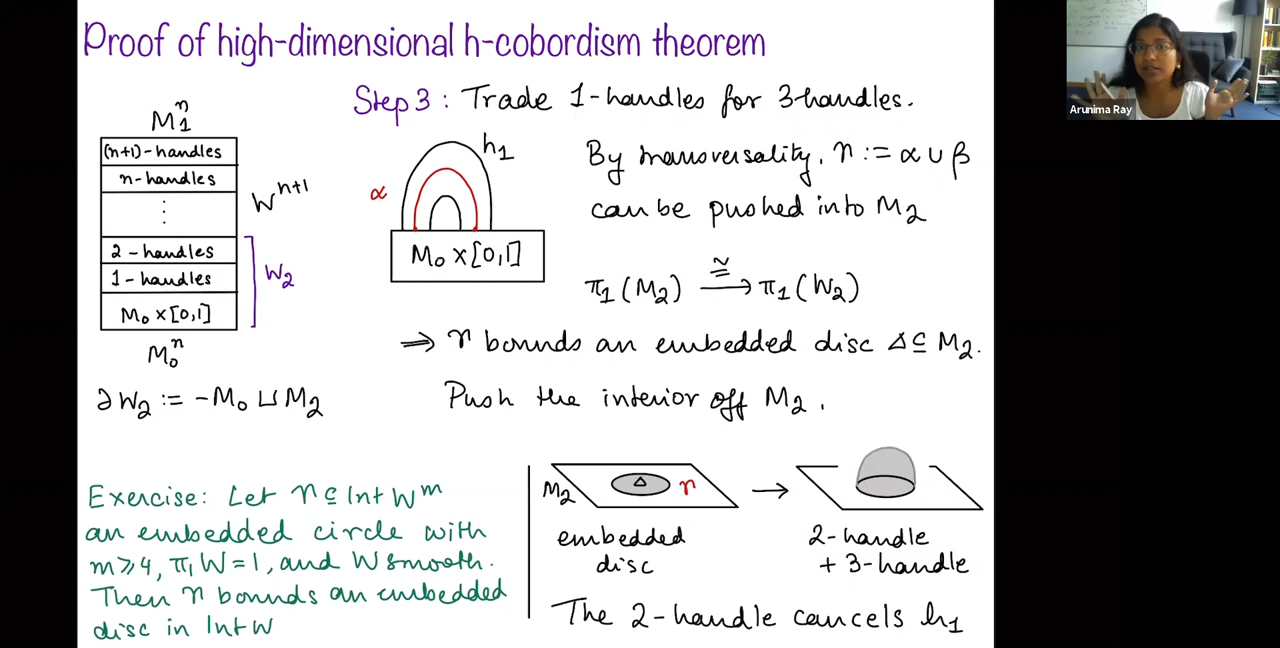 Proof of high-dimensional h-cobordism theorem
Arunima Ray
Step 3 : Trade 1-handles for 3-handles.
M₁ⁿ
(n+1)-handles
n-handles
⋮
2-handles
1-handles
M₀ × [0,1]
M₀ⁿ
Wⁿ⁺¹
W₂
∂W₂ := -M₀ ⊔ M₂
h₁
α
M₀ × [0,1]
By transversality, γ := α ∪ β
can be pushed into M₂
π₁(M₂) ≅⟶ π₁(W₂)
⟹ γ bounds an embedded disc Δ ⊆ M₂.
Push the interior off M₂.
Exercise: Let γ ⊆ Int Wᵐ
an embedded circle with
m ≥ 4, π₁W = 1, and W smooth.
Then γ bounds an embedded
disc in Int W
M₂
Δ
γ
→
embedded
disc
2-handle
+ 3-handle
The 2-handle cancels h₁